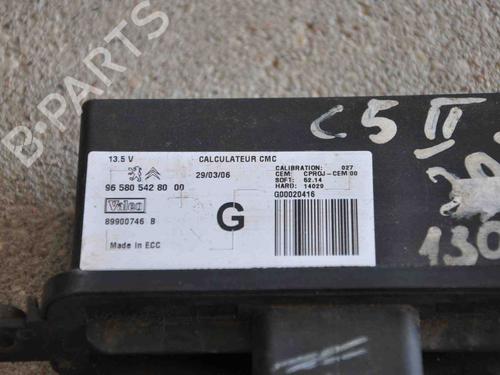 C5 II
13.5 V
CALCULATEUR CMC
29/03/06
CALIBRATION: 027
CEM: CPROJ-CEM 00
SOFT: 52.14
HARD: 14029
G00020416
96 580 542 80 00
Valeo
89900746 B
G
Made in ECC
130
B